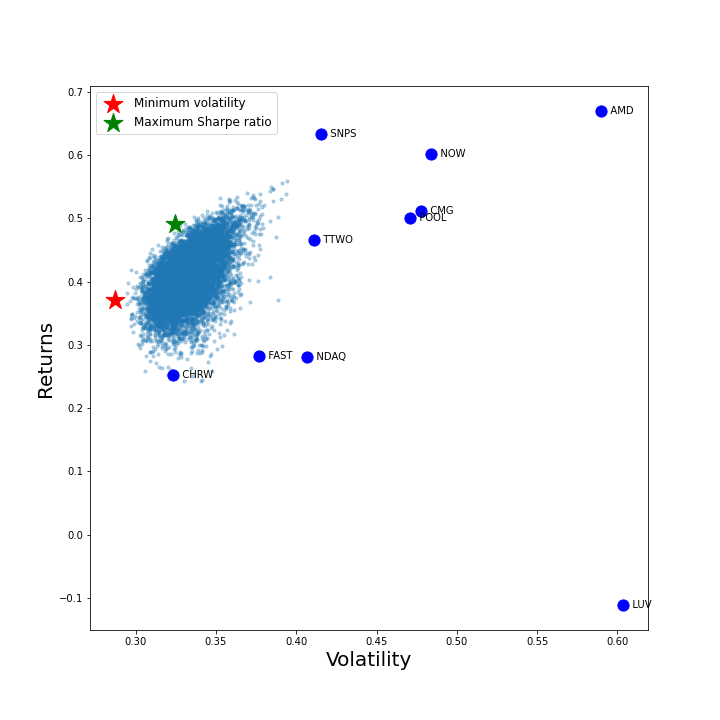 Minimum volatility
Maximum Sharpe ratio
0.7
0.6
0.5
0.4
0.3
0.2
0.1
0.0
−0.1
AMD
SNPS
NOW
CMG
POOL
TTWO
FAST
NDAQ
CHRW
LUV
Returns
0.30 0.35 0.40 0.45 0.50 0.55 0.60
Volatility